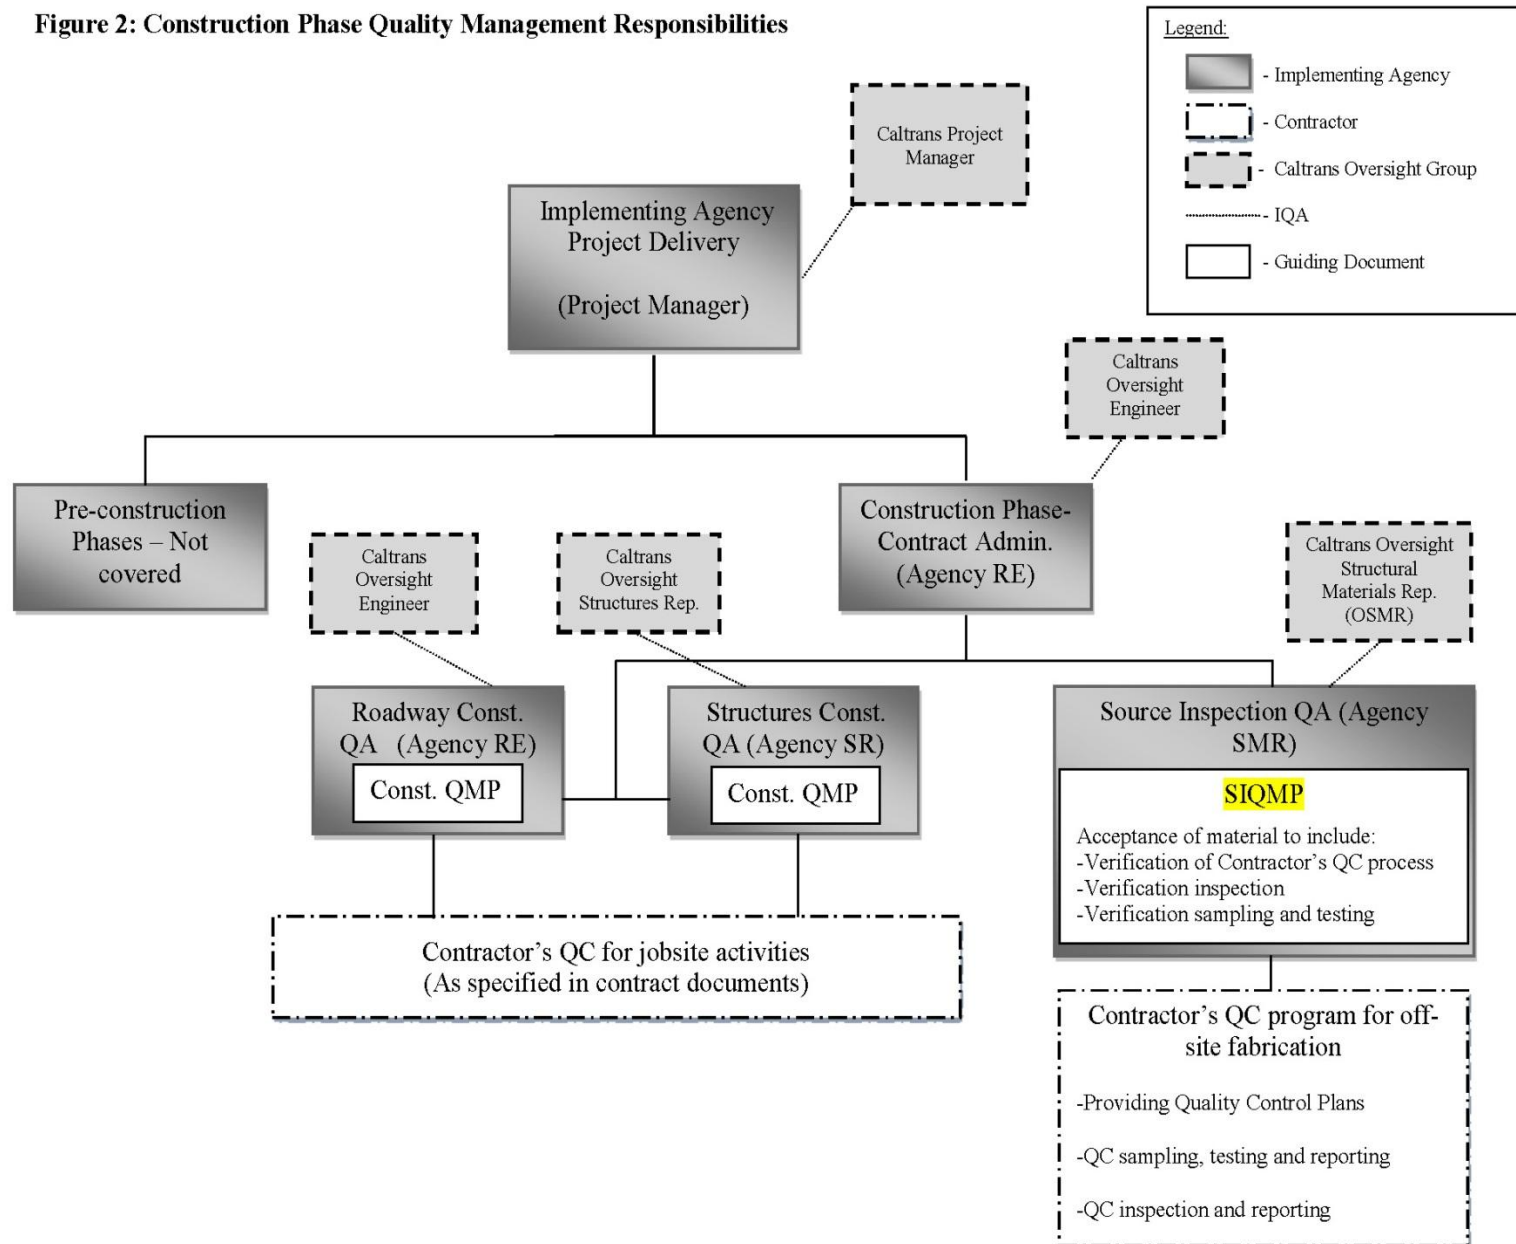 Figure 2: Construction Phase Quality Management Responsibilities
Legend:
- Implementing Agency
- Contractor
- Caltrans Oversight Group
- IQA
- Guiding Document
Caltrans Project
Manager
Implementing Agency
Project Delivery
(Project Manager)
Caltrans
Oversight
Engineer
Pre-construction
Phases – Not
covered
Construction Phase-
Contract Admin.
(Agency RE)
Caltrans
Oversight
Engineer
Caltrans
Oversight
Structures Rep.
Caltrans Oversight
Structural
Materials Rep.
(OSMR)
Roadway Const.
QA (Agency RE)
Const. QMP
Structures Const.
QA (Agency SR)
Const. QMP
Source Inspection QA (Agency
SMR)
SIQMP
Acceptance of material to include:
-Verification of Contractor's QC process
-Verification inspection
-Verification sampling and testing
Contractor's QC for jobsite activities
(As specified in contract documents)
Contractor's QC program for off-
site fabrication
-Providing Quality Control Plans
-QC sampling, testing and reporting
-QC inspection and reporting